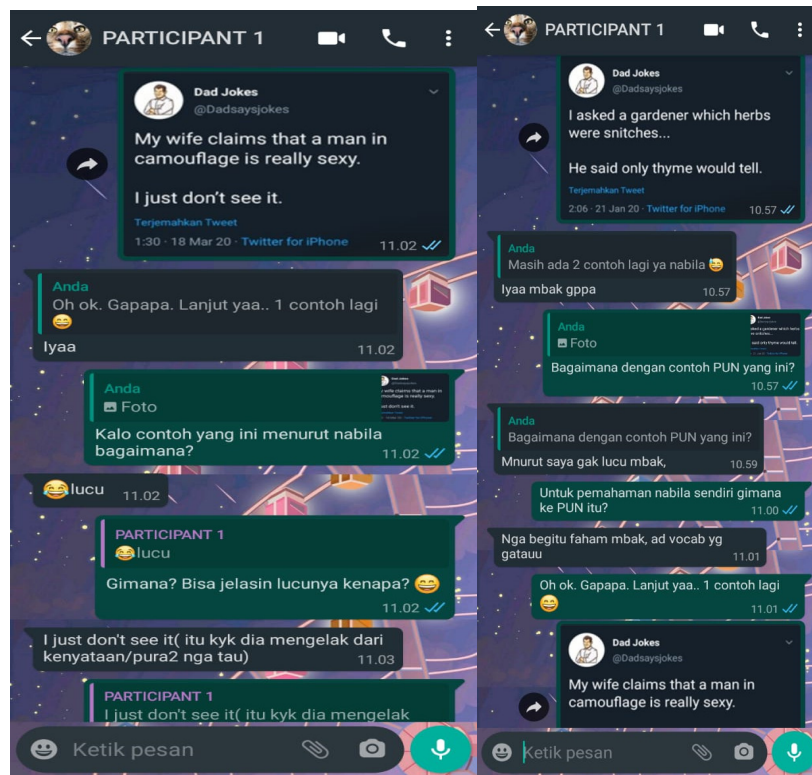 PARTICIPANT 1
Dad Jokes
@Dadsaysjokes
My wife claims that a man in
camouflage is really sexy.
I just don't see it.
Terjemahkan Tweet
1:30 · 18 Mar 20 · Twitter for iPhone
11.02
Anda
Oh ok. Gapapa. Lanjut yaa.. 1 contoh lagi
😄
Iyaa
11.02
Anda
Foto
Kalo contoh yang ini menurut nabila
bagaimana?
11.02
😂lucu
11.02
PARTICIPANT 1
😂lucu
Gimana? Bisa jelasin lucunya kenapa? 😄
11.02
I just don't see it( itu kyk dia mengelak dari
kenyataan/pura2 nga tau)
11.03
PARTICIPANT 1
I just don't see it( itu kyk dia mengelak
Ketik pesan
PARTICIPANT 1
Dad Jokes
@Dadsaysjokes
I asked a gardener which herbs
were snitches...
He said only thyme would tell.
Terjemahkan Tweet
2:06 · 21 Jan 20 · Twitter for iPhone
10.57
Anda
Masih ada 2 contoh lagi ya nabila 😅
Iyaa mbak gppa
10.57
Anda
Foto
Bagaimana dengan contoh PUN yang ini?
10.57
Anda
Bagaimana dengan contoh PUN yang ini?
Mnurut saya gak lucu mbak,
10.59
Untuk pemahaman nabila sendiri gimana
ke PUN itu?
11.00
Nga begitu faham mbak, ad vocab yg
gatauu
11.01
Oh ok. Gapapa. Lanjut yaa.. 1 contoh lagi
😄
11.01
Dad Jokes
@Dadsaysjokes
My wife claims that a man in
camouflage is really sexy.
Ketik pesan